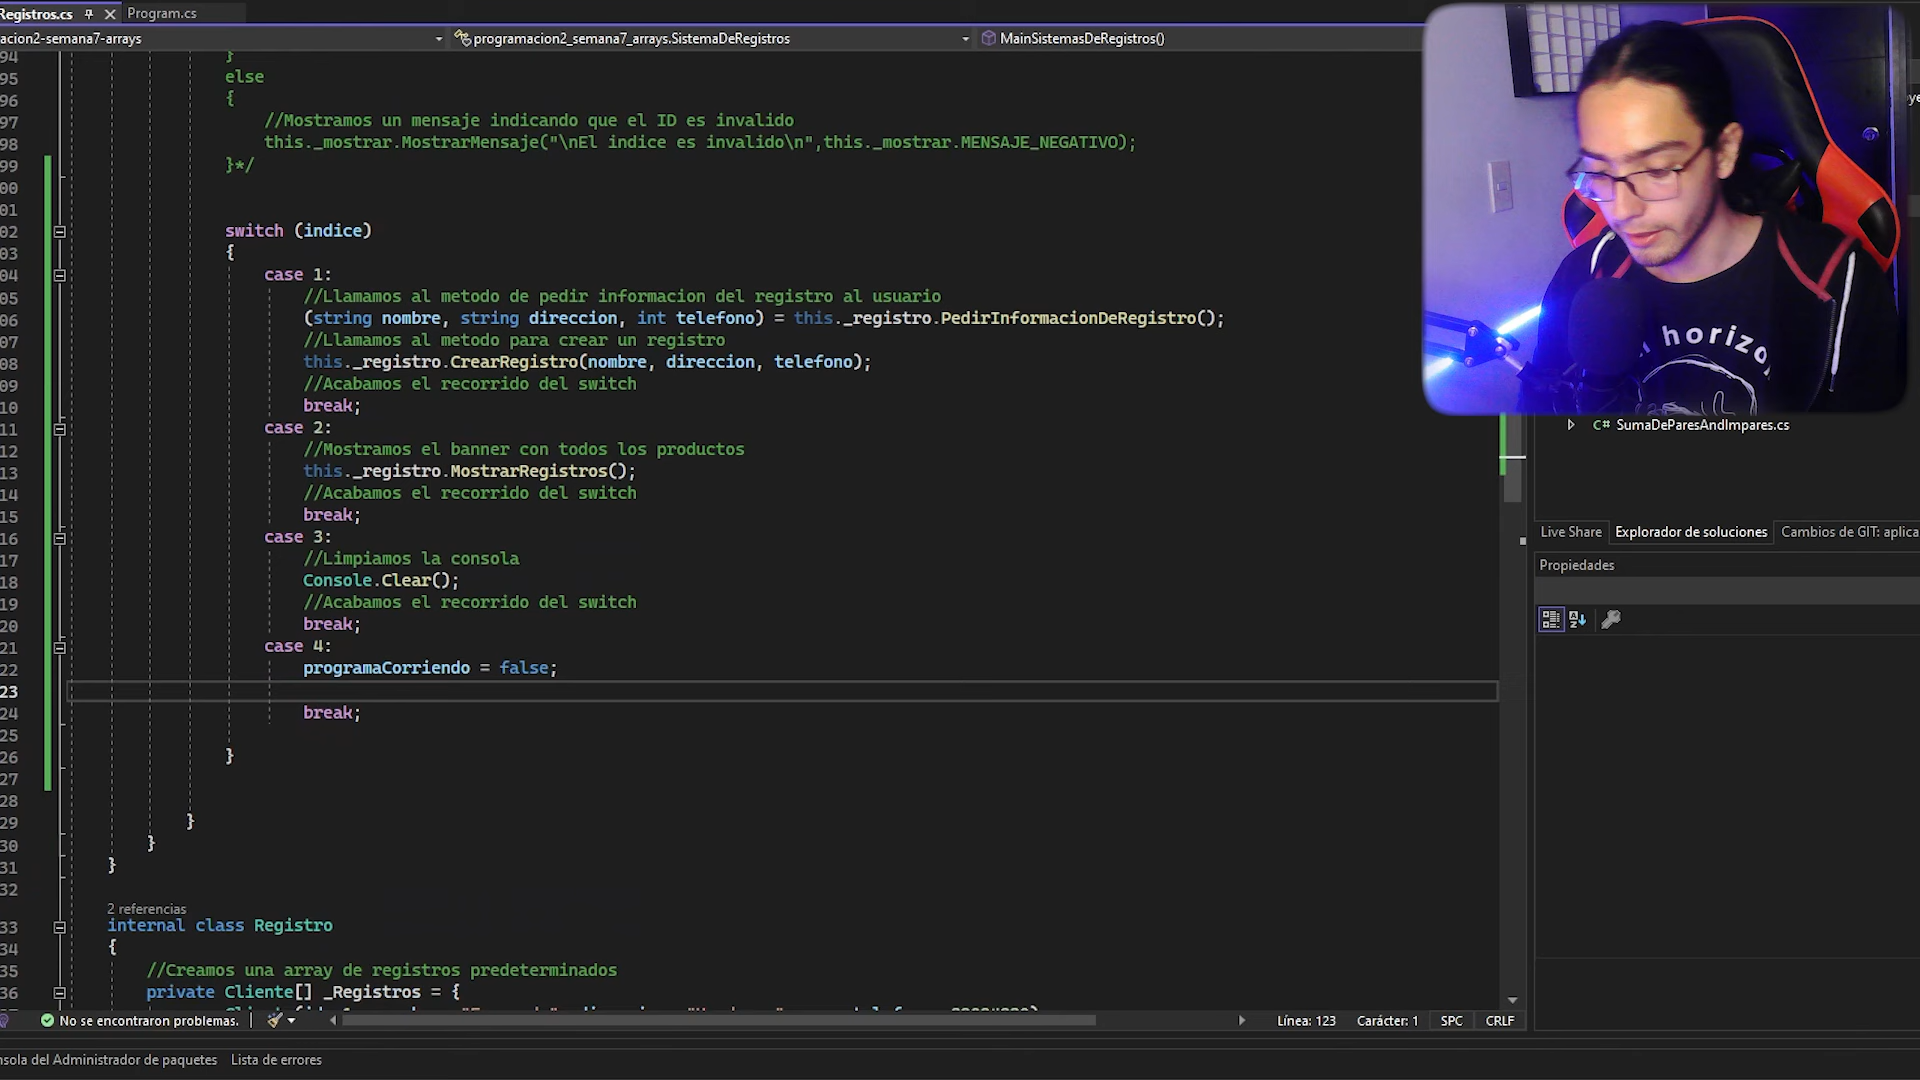 Registros.cs
Program.cs
acion2-semana7-arrays
programacion2_semana7_arrays.SistemaDeRegistros
MainSistemasDeRegistros()
94 }
95 else
96 {
97 //Mostramos un mensaje indicando que el ID es invalido
98 this._mostrar.MostrarMensaje("\nEl indice es invalido\n",this._mostrar.MENSAJE_NEGATIVO);
99 }*/
00
01
02 switch (indice)
03 {
04 case 1:
05 //Llamamos al metodo de pedir informacion del registro al usuario
06 (string nombre, string direccion, int telefono) = this._registro.PedirInformacionDeRegistro();
07 //Llamamos al metodo para crear un registro
08 this._registro.CrearRegistro(nombre, direccion, telefono);
09 //Acabamos el recorrido del switch
10 break;
11 case 2:
12 //Mostramos el banner con todos los productos
13 this._registro.MostrarRegistros();
14 //Acabamos el recorrido del switch
15 break;
16 case 3:
17 //Limpiamos la consola
18 Console.Clear();
19 //Acabamos el recorrido del switch
20 break;
21 case 4:
22 programaCorriendo = false;
23
24 break;
25
26 }
27
28
29 }
30 }
31 }
32
2 referencias
33 internal class Registro
34 {
35 //Creamos una array de registros predeterminados
36 private Cliente[] _Registros = {
No se encontraron problemas.
Línea: 123
Carácter: 1
SPC
CRLF
nsola del Administrador de paquetes
Lista de errores
horizo
C# SumaDeParesAndImpares.cs
Live Share
Explorador de soluciones
Cambios de GIT: aplica
Propiedades